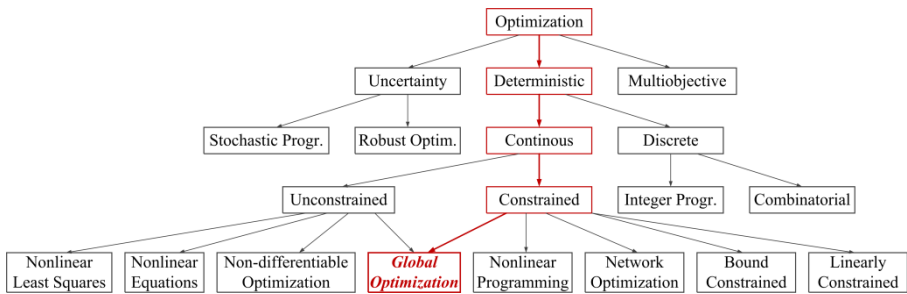 Optimization
Uncertainty
Deterministic
Multiobjective
Stochastic Progr.
Robust Optim.
Continous
Discrete
Unconstrained
Constrained
Integer Progr.
Combinatorial
Nonlinear
Least Squares
Nonlinear
Equations
Non-differentiable
Optimization
Global
Optimization
Nonlinear
Programming
Network
Optimization
Bound
Constrained
Linearly
Constrained